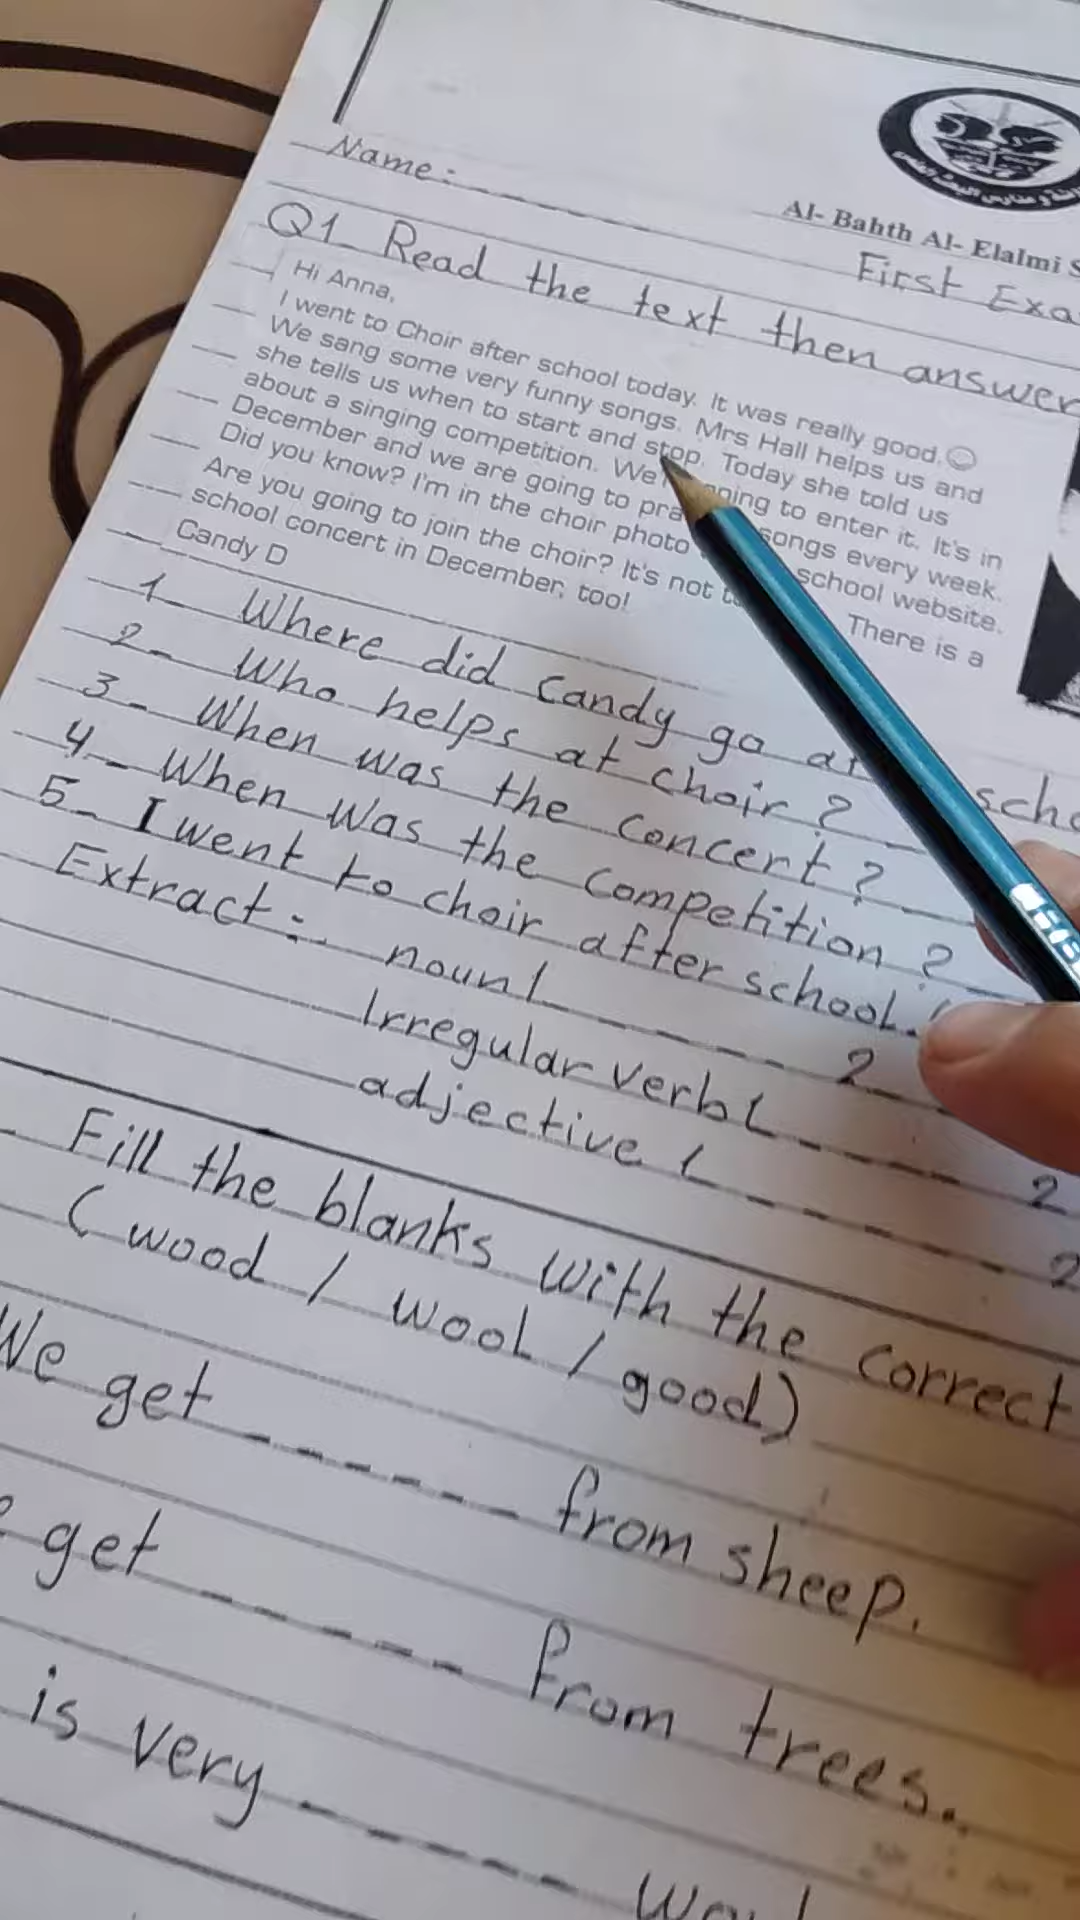 Name:
Al- Bahth Al- Elalmi
First
Q1 Read the text then answer
Hi Anna,
I went to Choir after school today. It was really good.
We sang some very funny songs. Mrs Hall helps us and
she tells us when to start and stop. Today she told us
about a singing competition. We going to enter it. It's in
December and we are going to songs every week.
Did you know? I'm in the choir photo school website.
Are you going to join the choir? It's not There is a
school concert in December, too!
Candy D
1- Where did Candy go
2- Who helps at choir?
3- When was the concert?
4- When was the competition?
5- I went to choir after school.
Extract:- noun/ 2
Irregular verb( 2
adjective ( 2
Fill the blanks with the correct
(wood / wool / good)
We get from sheep.
get from trees.
is very